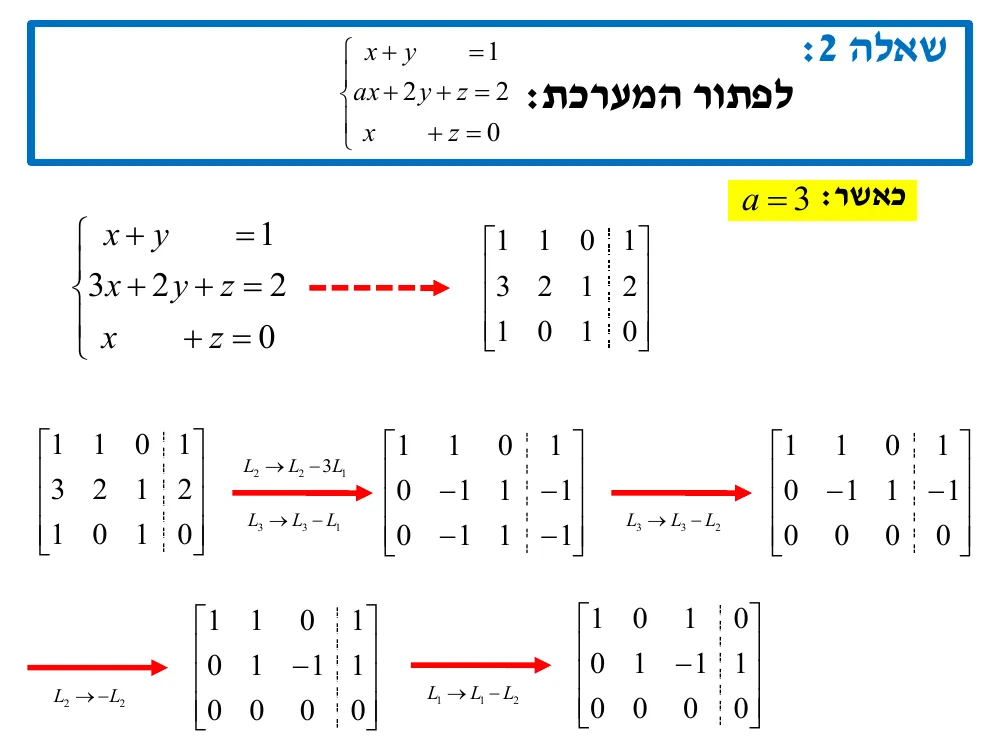 שאלה 2:
לפתור המערכת:
x + y = 1
ax + 2y + z = 2
x + z = 0
כאשר: a = 3
x + y = 1
3x + 2y + z = 2
x + z = 0
1 1 0 1
3 2 1 2
1 0 1 0
1 1 0 1
3 2 1 2
1 0 1 0
L₂ → L₂ − 3L₁
L₃ → L₃ − L₁
1 1 0 1
0 −1 1 −1
0 −1 1 −1
L₃ → L₃ − L₂
1 1 0 1
0 −1 1 −1
0 0 0 0
L₂ → −L₂
1 1 0 1
0 1 −1 1
0 0 0 0
L₁ → L₁ − L₂
1 0 1 0
0 1 −1 1
0 0 0 0